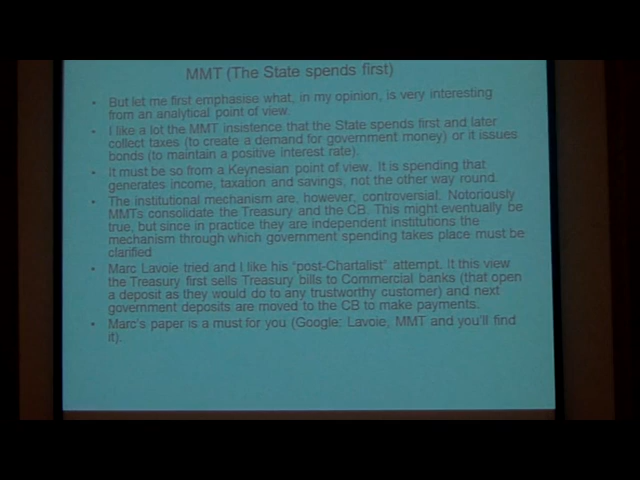 MMT (The State spends first)
• But let me first emphasise what, in my opinion, is very interesting
from an analytical point of view.
• I like a lot the MMT insistence that the State spends first and later
collect taxes (to create a demand for government money) or it issues
bonds (to maintain a positive interest rate).
• It must be so from a Keynesian point of view. It is spending that
generates income, taxation and savings; not the other way round.
• The institutional mechanism are, however, controversial. Notoriously
MMTs consolidate the Treasury and the CB. This might eventually be
true, but since in practice they are independent institutions the
mechanism through which government spending takes place must be
clarified
• Marc Lavoie tried and I like his "post-Chartalist" attempt. It this view
the Treasury first sells Treasury bills to Commercial banks (that open
a deposit as they would do to any trustworthy customer) and next
government deposits are moved to the CB to make payments.
• Marc's paper is a must for you (Google: Lavoie, MMT and you'll find
it).